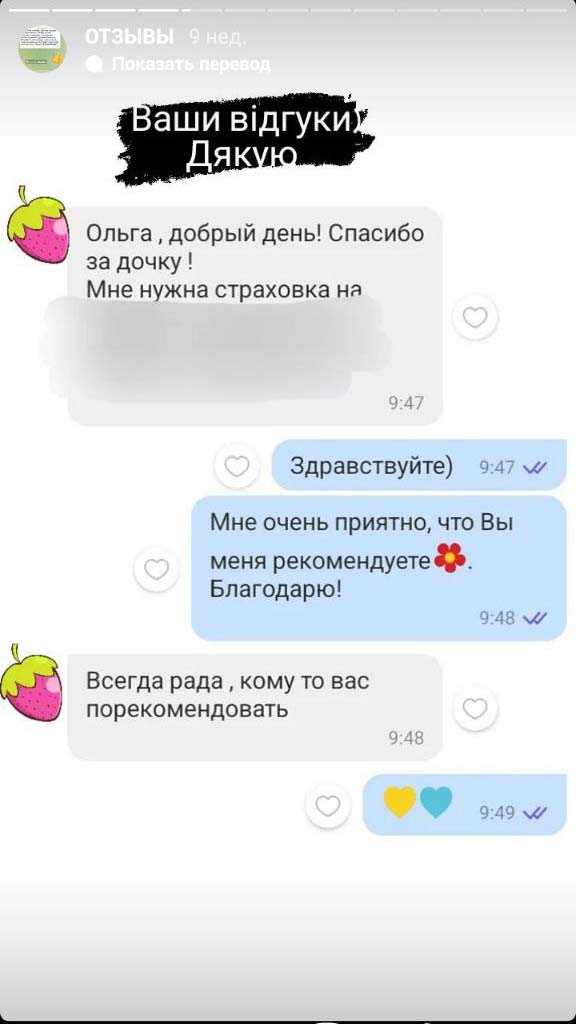 ОТЗЫВЫ 9 нед.
Показать перевод
Ваши відгуки)
Дякую
Ольга , добрый день! Спасибо
за дочку !
Мне нужна страховка на
9:47
Здравствуйте) 9:47
Мне очень приятно, что Вы
меня рекомендуете.
Благодарю!
9:48
Всегда рада , кому то вас
порекомендовать
9:48
9:49